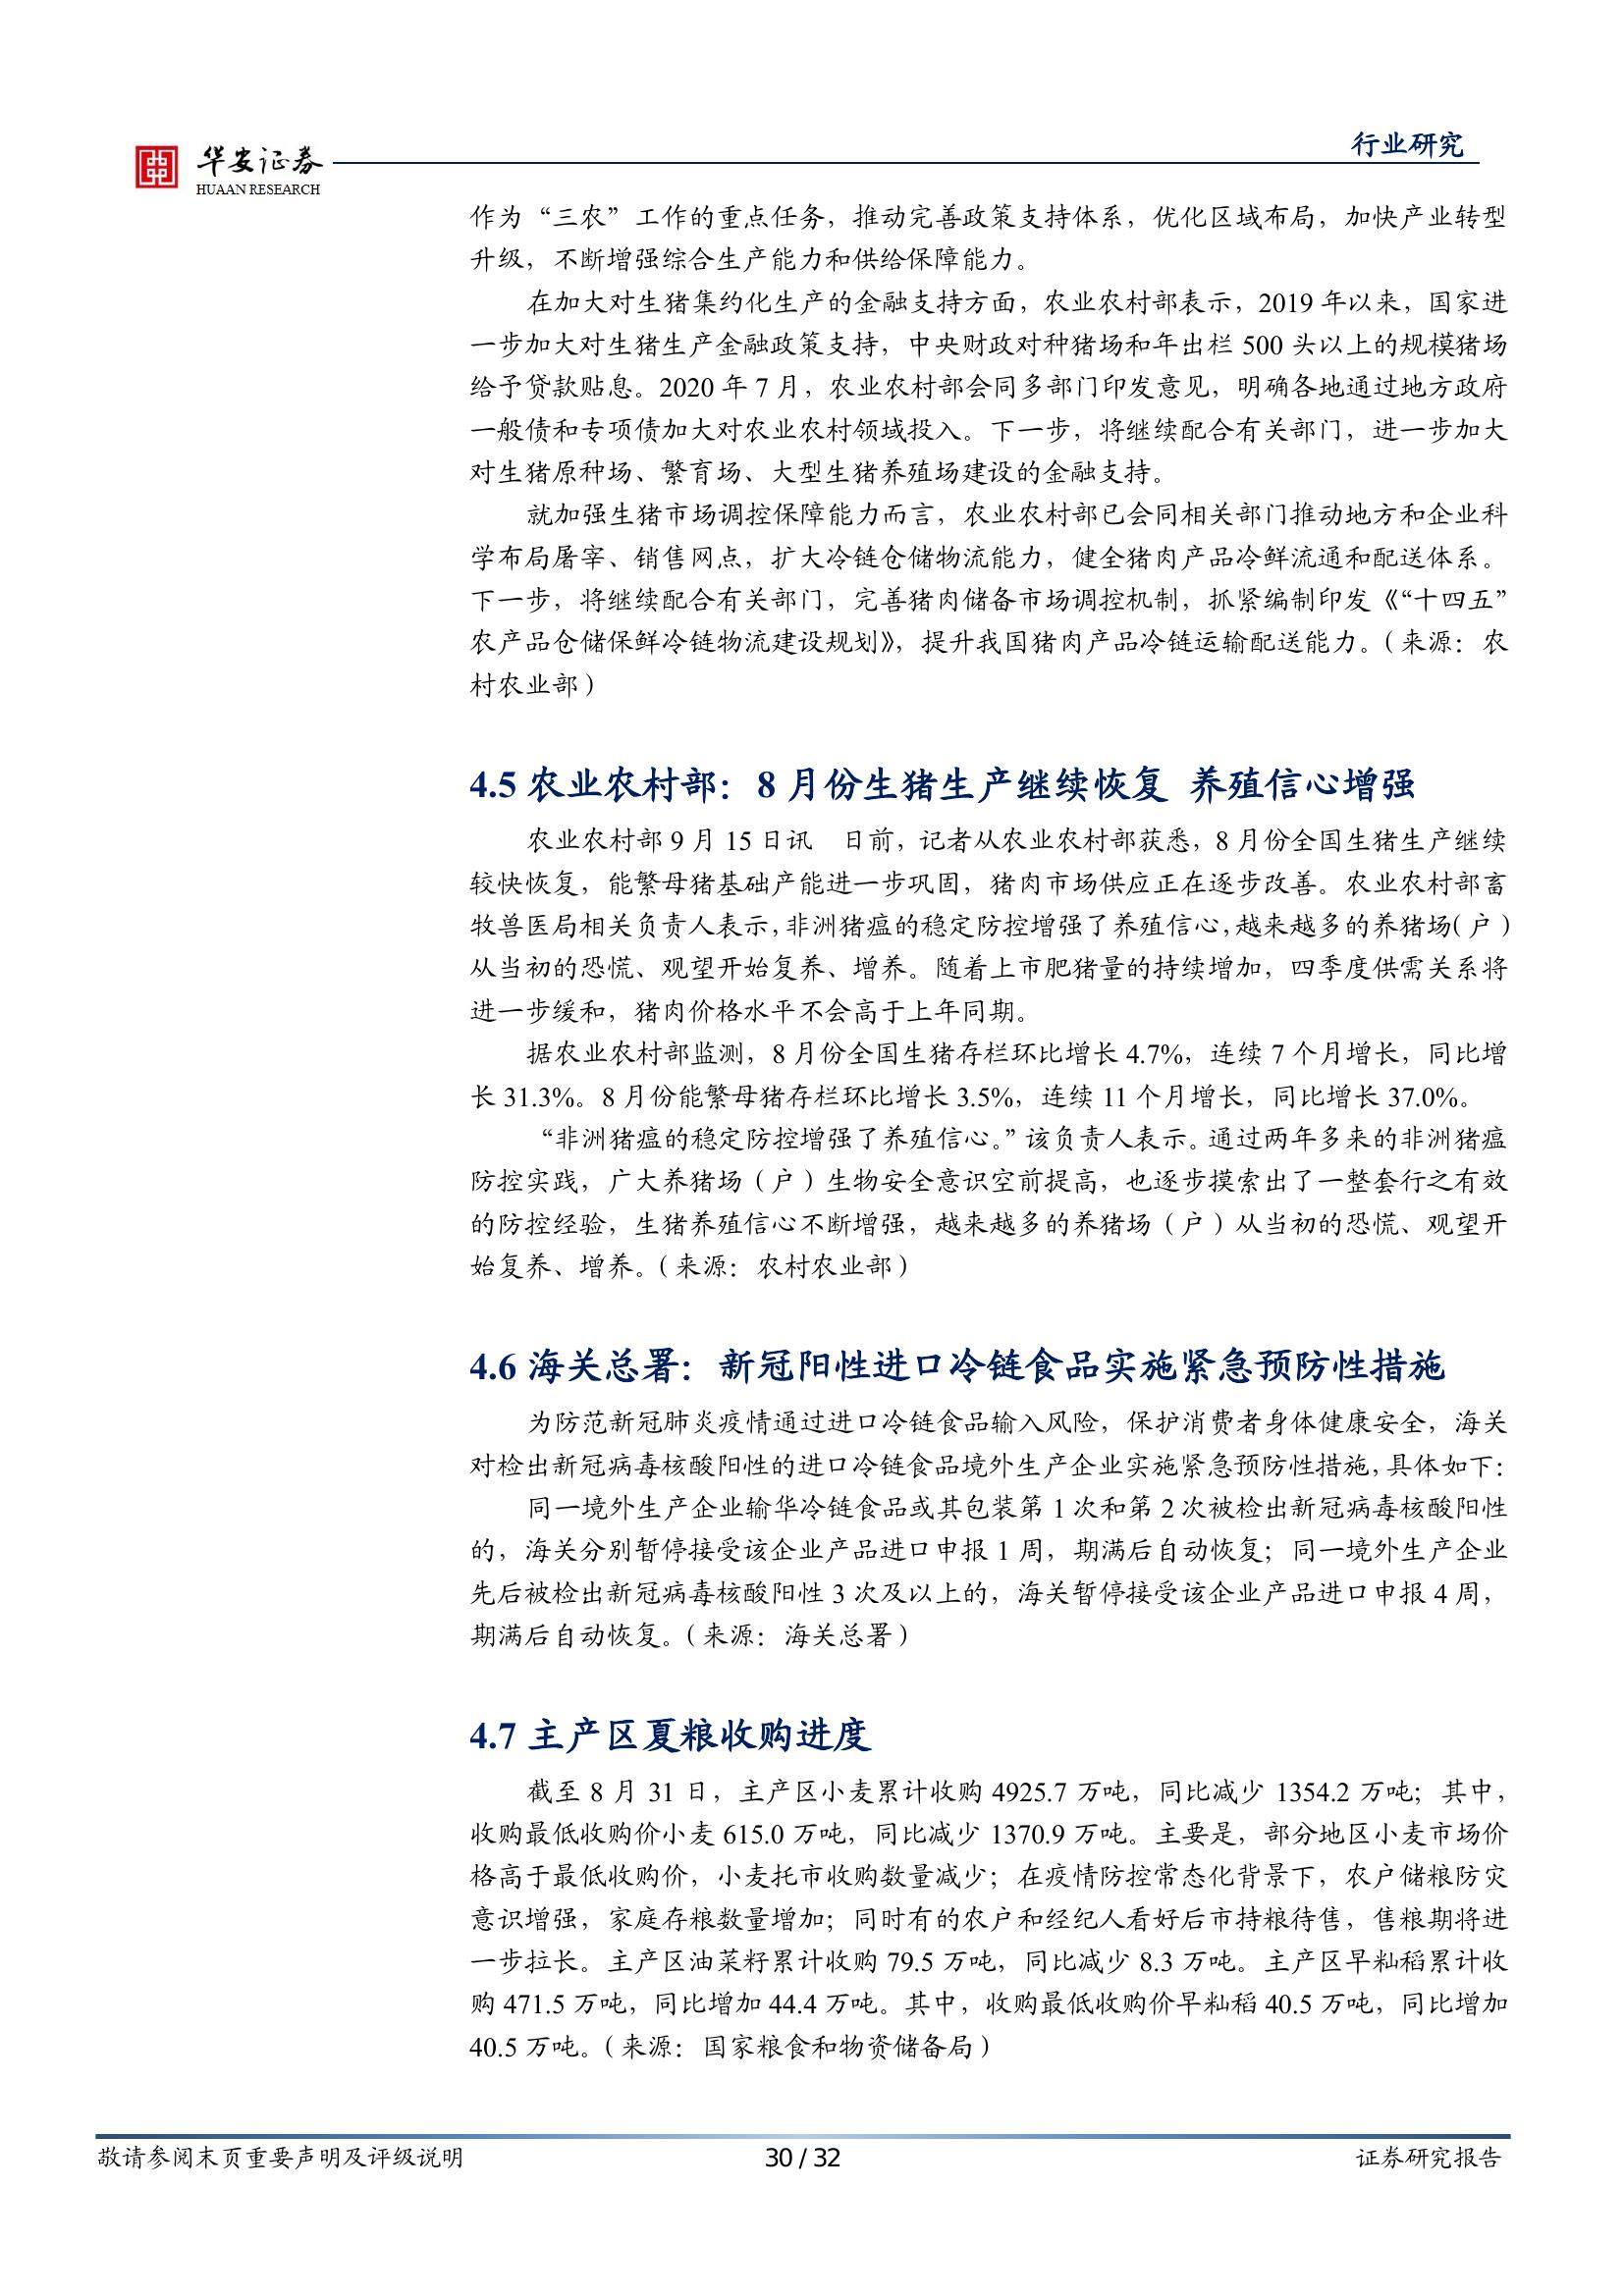 华安证券
HUAAN RESEARCH
行业研究
作为“三农”工作的重点任务，推动完善政策支持体系，优化区域布局，加快产业转型
升级，不断增强综合生产能力和供给保障能力。
在加大对生猪集约化生产的金融支持方面，农业农村部表示，2019 年以来，国家进
一步加大对生猪生产金融政策支持，中央财政对种猪场和年出栏 500 头以上的规模猪场
给予贷款贴息。2020 年 7 月，农业农村部会同多部门印发意见，明确各地通过地方政府
一般债和专项债加大对农业农村领域投入。下一步，将继续配合有关部门，进一步加大
对生猪原种场、繁育场、大型生猪养殖场建设的金融支持。
就加强生猪市场调控保障能力而言，农业农村部已会同相关部门推动地方和企业科
学布局屠宰、销售网点，扩大冷链仓储物流能力，健全猪肉产品冷鲜流通和配送体系。
下一步，将继续配合有关部门，完善猪肉储备市场调控机制，抓紧编制印发《“十四五”
农产品仓储保鲜冷链物流建设规划》，提升我国猪肉产品冷链运输配送能力。（来源：农
村农业部）
4.5 农业农村部：8 月份生猪生产继续恢复 养殖信心增强
农业农村部 9 月 15 日讯　日前，记者从农业农村部获悉，8 月份全国生猪生产继续
较快恢复，能繁母猪基础产能进一步巩固，猪肉市场供应正在逐步改善。农业农村部畜
牧兽医局相关负责人表示，非洲猪瘟的稳定防控增强了养殖信心，越来越多的养猪场（户）
从当初的恐慌、观望开始复养、增养。随着上市肥猪量的持续增加，四季度供需关系将
进一步缓和，猪肉价格水平不会高于上年同期。
据农业农村部监测，8 月份全国生猪存栏环比增长 4.7%，连续 7 个月增长，同比增
长 31.3%。8 月份能繁母猪存栏环比增长 3.5%，连续 11 个月增长，同比增长 37.0%。
“非洲猪瘟的稳定防控增强了养殖信心。”该负责人表示。通过两年多来的非洲猪瘟
防控实践，广大养猪场（户）生物安全意识空前提高，也逐步摸索出了一整套行之有效
的防控经验，生猪养殖信心不断增强，越来越多的养猪场（户）从当初的恐慌、观望开
始复养、增养。（来源：农村农业部）
4.6 海关总署：新冠阳性进口冷链食品实施紧急预防性措施
为防范新冠肺炎疫情通过进口冷链食品输入风险，保护消费者身体健康安全，海关
对检出新冠病毒核酸阳性的进口冷链食品境外生产企业实施紧急预防性措施，具体如下：
同一境外生产企业输华冷链食品或其包装第 1 次和第 2 次被检出新冠病毒核酸阳性
的，海关分别暂停接受该企业产品进口申报 1 周，期满后自动恢复；同一境外生产企业
先后被检出新冠病毒核酸阳性 3 次及以上的，海关暂停接受该企业产品进口申报 4 周，
期满后自动恢复。（来源：海关总署）
4.7 主产区夏粮收购进度
截至 8 月 31 日，主产区小麦累计收购 4925.7 万吨，同比减少 1354.2 万吨；其中，
收购最低收购价小麦 615.0 万吨，同比减少 1370.9 万吨。主要是，部分地区小麦市场价
格高于最低收购价，小麦托市收购数量减少；在疫情防控常态化背景下，农户储粮防灾
意识增强，家庭存粮数量增加；同时有的农户和经纪人看好后市持粮待售，售粮期将进
一步拉长。主产区油菜籽累计收购 79.5 万吨，同比减少 8.3 万吨。主产区早籼稻累计收
购 471.5 万吨，同比增加 44.4 万吨。其中，收购最低收购价早籼稻 40.5 万吨，同比增加
40.5 万吨。（来源：国家粮食和物资储备局）
敬请参阅末页重要声明及评级说明
30 / 32
证券研究报告